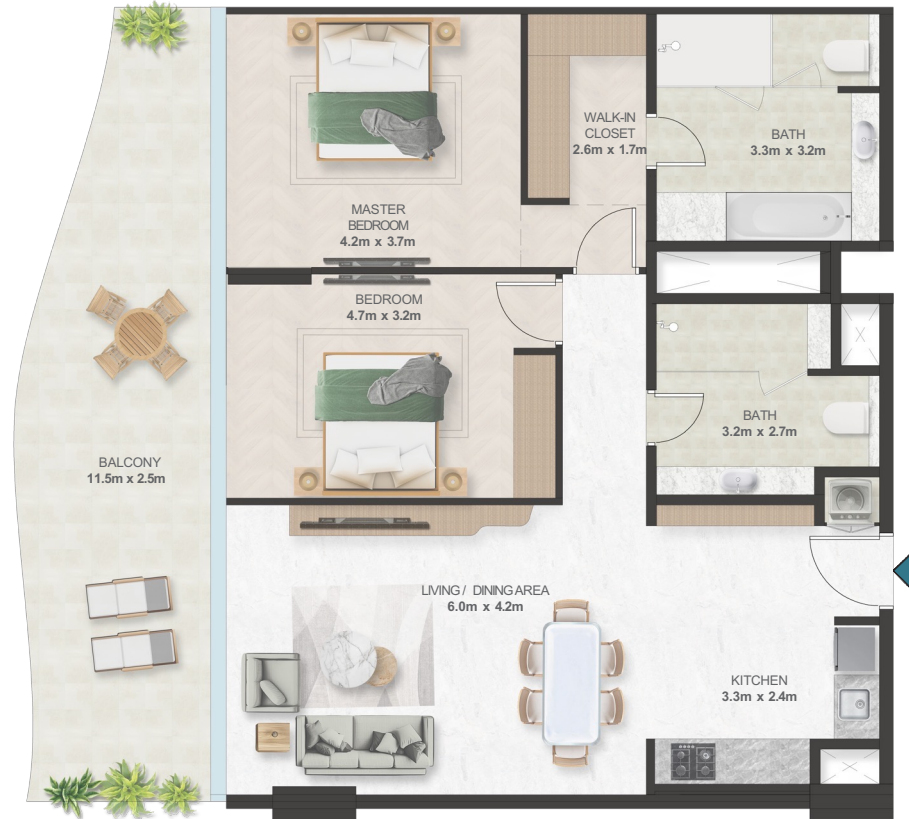 WALK-IN
CLOSET
2.6m x 1.7m
BATH
3.3m x 3.2m
MASTER
BEDROOM
4.2m x 3.7m
BEDROOM
4.7m x 3.2m
BATH
3.2m x 2.7m
BALCONY
11.5m x 2.5m
LIVING / DINING AREA
6.0m x 4.2m
KITCHEN
3.3m x 2.4m